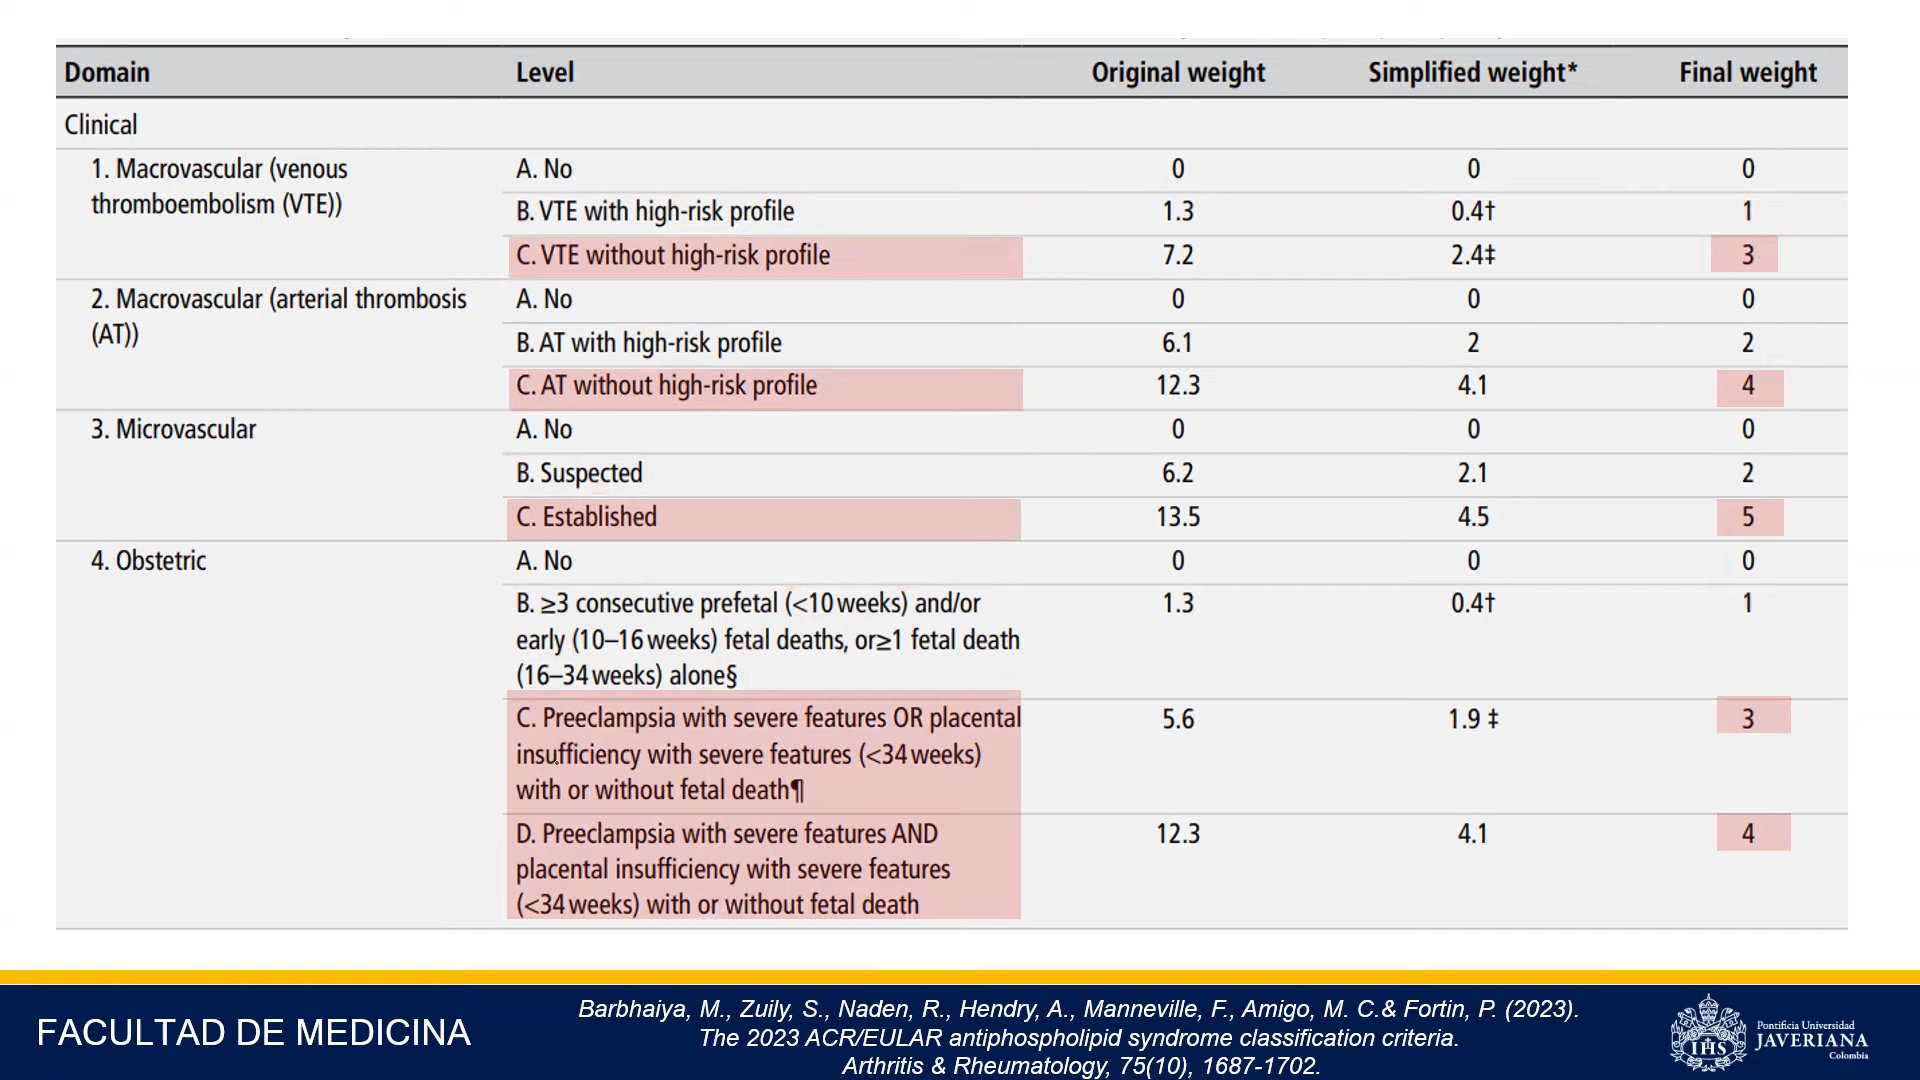 Domain Level Original weight Simplified weight* Final weight
Clinical
1. Macrovascular (venous thromboembolism (VTE)) A. No 0 0 0
B. VTE with high-risk profile 1.3 0.4† 1
C. VTE without high-risk profile 7.2 2.4‡ 3
2. Macrovascular (arterial thrombosis (AT)) A. No 0 0 0
B. AT with high-risk profile 6.1 2 2
C. AT without high-risk profile 12.3 4.1 4
3. Microvascular A. No 0 0 0
B. Suspected 6.2 2.1 2
C. Established 13.5 4.5 5
4. Obstetric A. No 0 0 0
B. ≥3 consecutive prefetal (<10 weeks) and/or 1.3 0.4† 1
early (10–16 weeks) fetal deaths, or≥1 fetal death
(16–34 weeks) alone§
C. Preeclampsia with severe features OR placental 5.6 1.9 ‡ 3
insufficiency with severe features (<34 weeks)
with or without fetal death¶
D. Preeclampsia with severe features AND 12.3 4.1 4
placental insufficiency with severe features
(<34 weeks) with or without fetal death
FACULTAD DE MEDICINA
Barbhaiya, M., Zuily, S., Naden, R., Hendry, A., Manneville, F., Amigo, M. C.& Fortin, P. (2023).
The 2023 ACR/EULAR antiphospholipid syndrome classification criteria.
Arthritis & Rheumatology, 75(10), 1687-1702.
IHS
Pontificia Universidad
JAVERIANA
Colombia